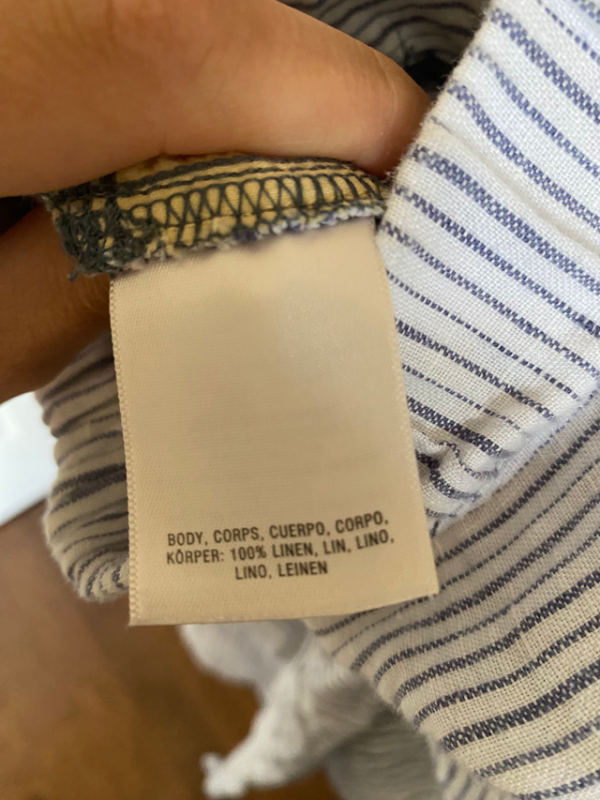 BODY, CORPS, CUERPO, CORPO,
KÖRPER: 100% LINEN, LIN, LINO,
LINO, LEINEN